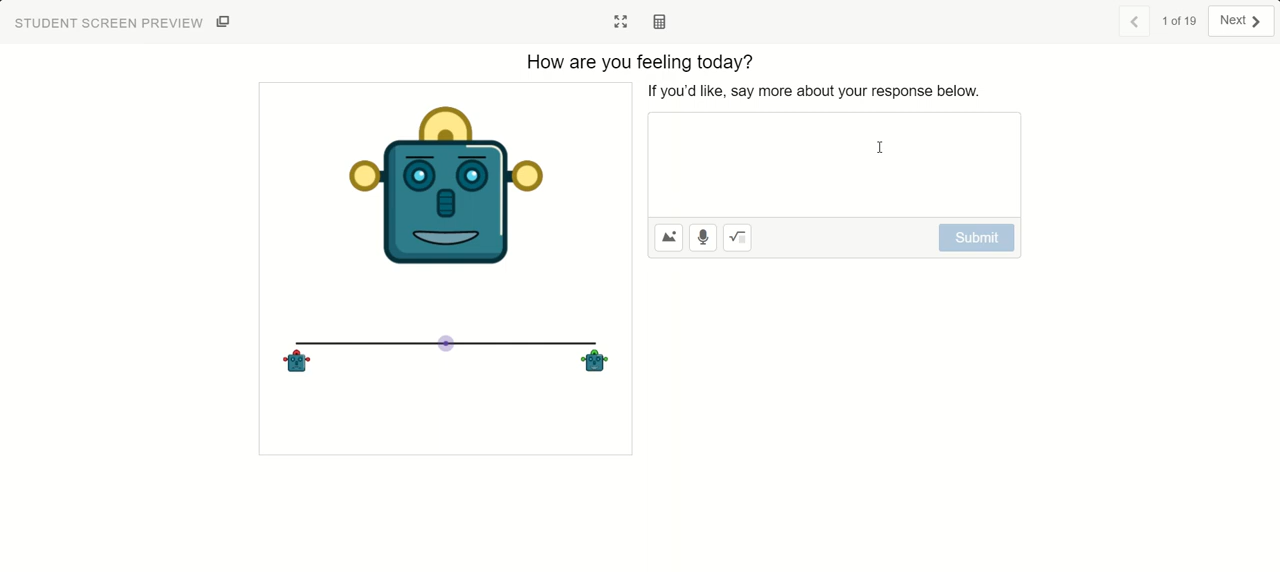 STUDENT SCREEN PREVIEW
1 of 19
Next
How are you feeling today?
If you'd like, say more about your response below.
√
Submit